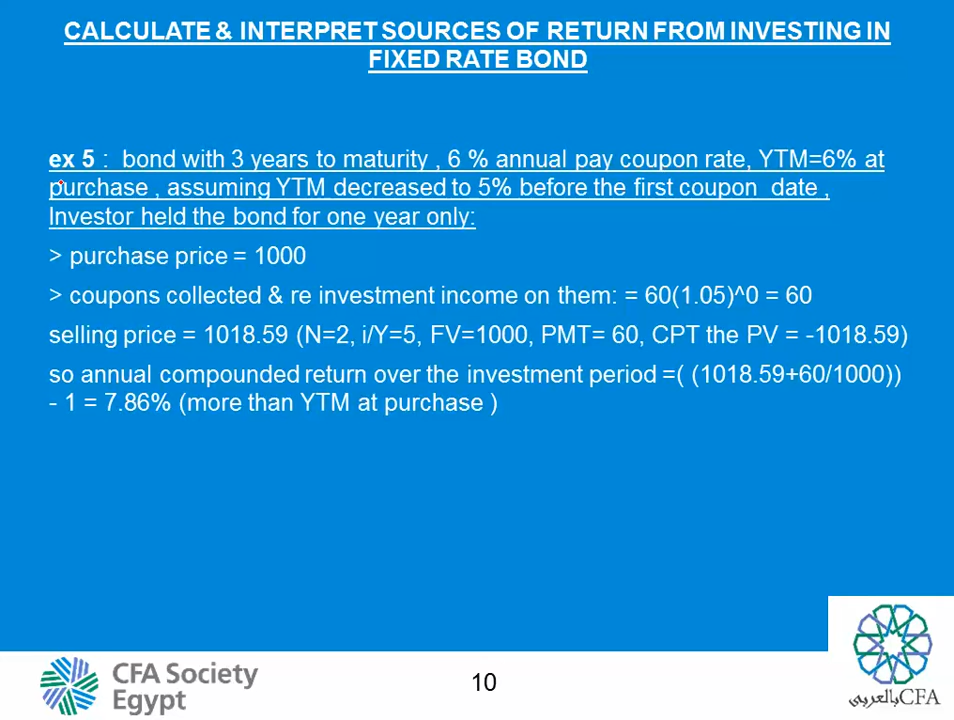 CALCULATE & INTERPRET SOURCES OF RETURN FROM INVESTING IN
FIXED RATE BOND
ex 5 : bond with 3 years to maturity , 6 % annual pay coupon rate, YTM=6% at
purchase , assuming YTM decreased to 5% before the first coupon date ,
Investor held the bond for one year only:
> purchase price = 1000
> coupons collected & re investment income on them: = 60(1.05)^0 = 60
selling price = 1018.59 (N=2, i/Y=5, FV=1000, PMT= 60, CPT the PV = -1018.59)
so annual compounded return over the investment period =( (1018.59+60/1000))
- 1 = 7.86% (more than YTM at purchase )
CFA Society
Egypt
10
CFAبالعربي